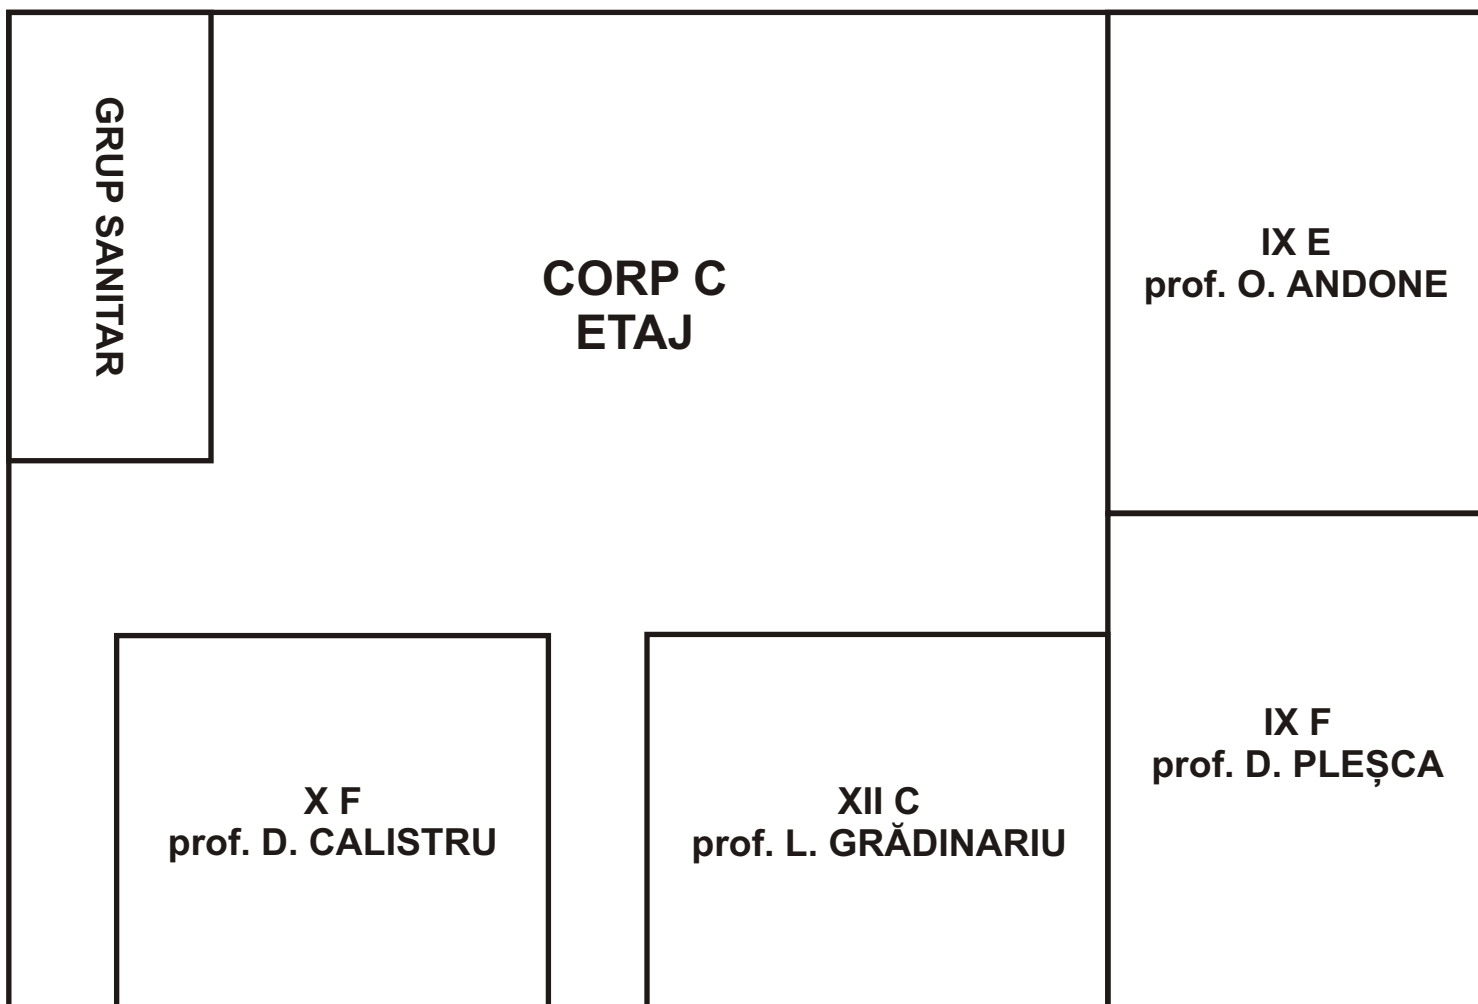 GRUP SANITAR
CORP C
ETAJ
IX E
prof. O. ANDONE
IX F
prof. D. PLEȘCA
X F
prof. D. CALISTRU
XII C
prof. L. GRĂDINARIU